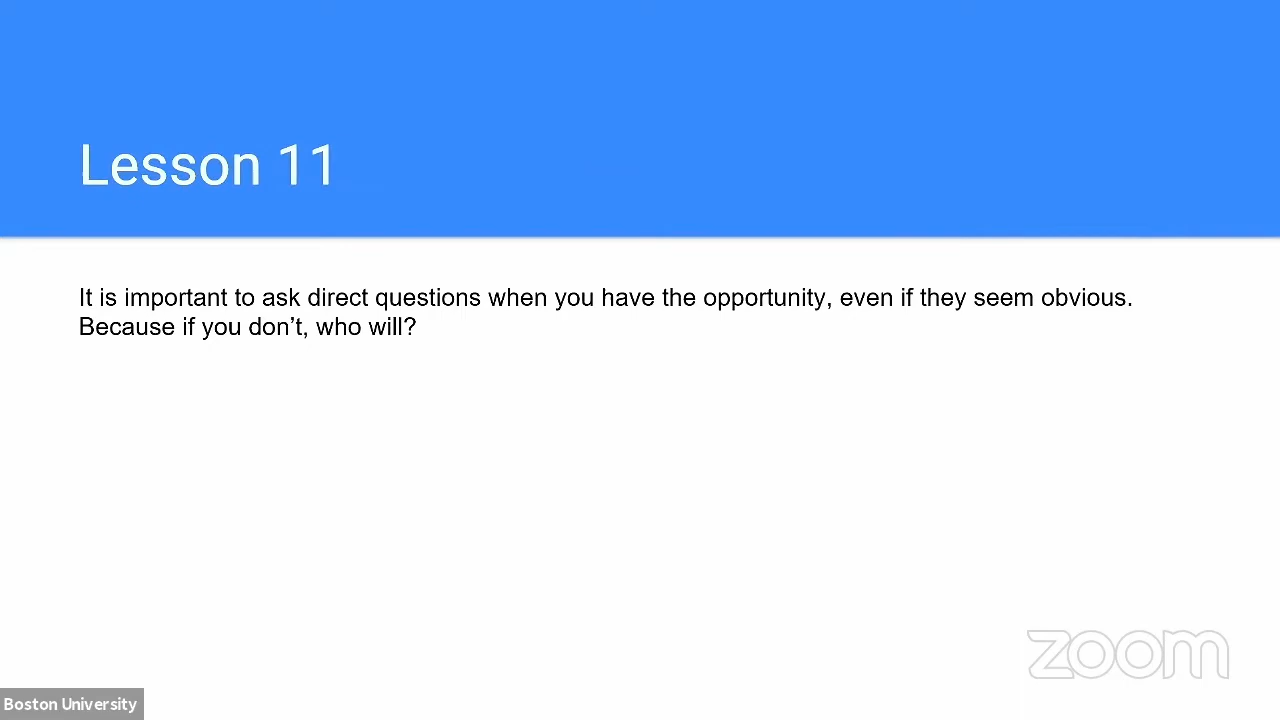 Lesson 11
It is important to ask direct questions when you have the opportunity, even if they seem obvious.
Because if you don’t, who will?
zoom
Boston University